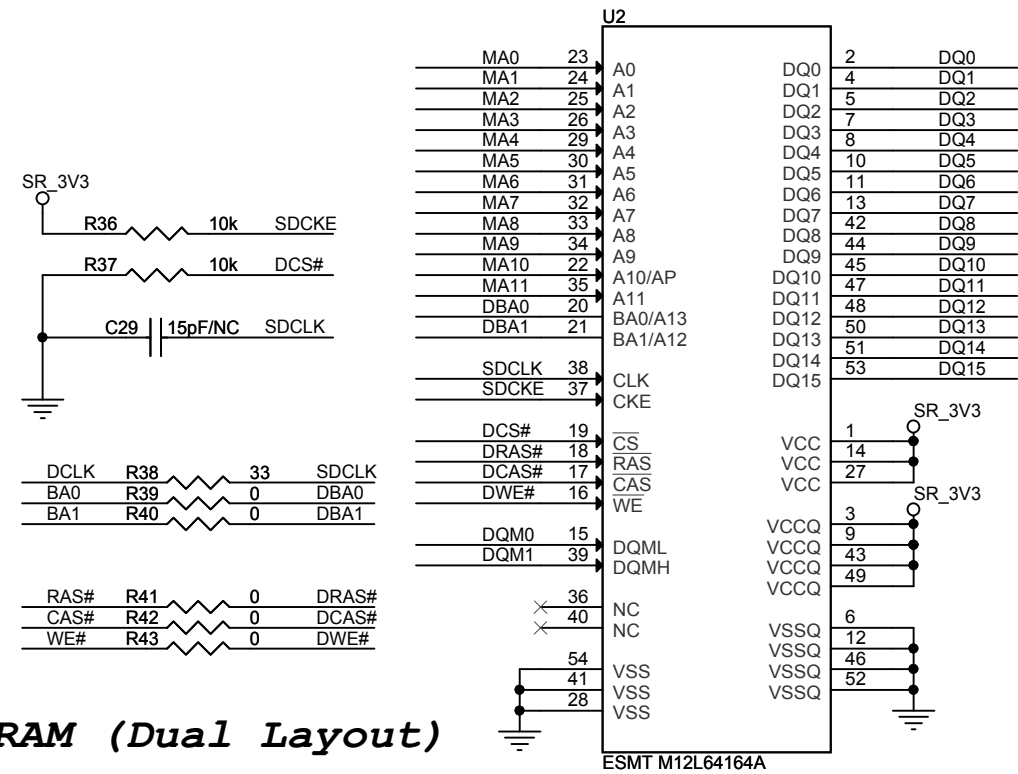 U2
MA0 23 A0 DQ0 2 DQ0
MA1 24 A1 DQ1 4 DQ1
MA2 25 A2 DQ2 5 DQ2
MA3 26 A3 DQ3 7 DQ3
MA4 29 A4 DQ4 8 DQ4
MA5 30 A5 DQ5 10 DQ5
MA6 31 A6 DQ6 11 DQ6
MA7 32 A7 DQ7 13 DQ7
MA8 33 A8 DQ8 42 DQ8
MA9 34 A9 DQ9 44 DQ9
MA10 22 A10/AP DQ10 45 DQ10
MA11 35 A11 DQ11 47 DQ11
DBA0 20 BA0/A13 DQ12 48 DQ12
DBA1 21 BA1/A12 DQ13 50 DQ13
DQ14 51 DQ14
DQ15 53 DQ15
SDCLK 38 CLK
SDCKE 37 CKE
DCS# 19 CS VCC 1 SR_3V3
DRAS# 18 RAS VCC 14
DCAS# 17 CAS VCC 27
DWE# 16 WE
SR_3V3
VCCQ 3
DQM0 15 DQML VCCQ 9
DQM1 39 DQMH VCCQ 43
VCCQ 49
36 NC
40 NC VSSQ 6
VSSQ 12
54 VSS VSSQ 46
41 VSS VSSQ 52
28 VSS
ESMT M12L64164A
SR_3V3
R36 10k SDCKE
R37 10k DCS#
C29 15pF/NC SDCLK
DCLK R38 33 SDCLK
BA0 R39 0 DBA0
BA1 R40 0 DBA1
RAS# R41 0 DRAS#
CAS# R42 0 DCAS#
WE# R43 0 DWE#
RAM (Dual Layout)